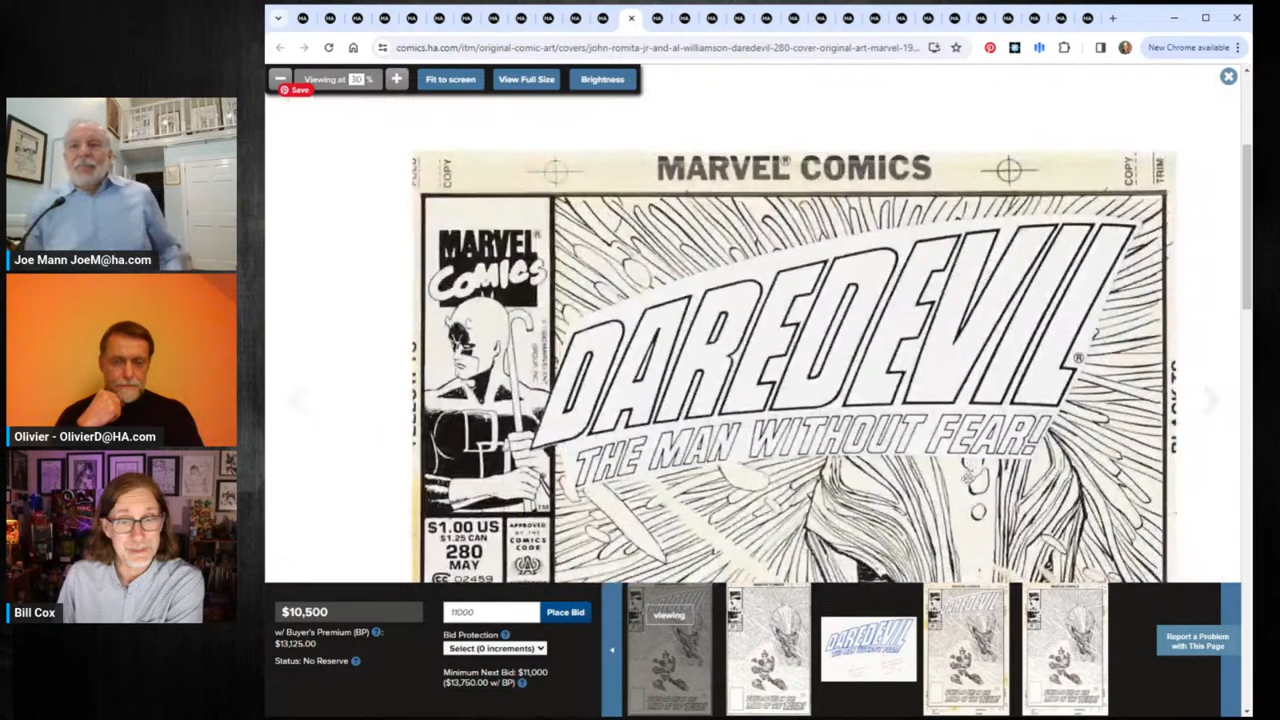 Joe Mann JoeM@ha.com
Olivier - OlivierD@HA.com
Bill Cox
comics.ha.com/itm/original-comic-art/covers/john-romita-jr-and-al-williamson-daredevil-280-cover-original-art-marvel-19...
New Chrome available
Viewing at 30 %
Fit to screen
View Full Size
Brightness
Save
COPY
MARVEL® COMICS
COPY
TRIM
MARVEL®
COMICS
DAREDEVIL®
THE MAN WITHOUT FEAR!
TM
$1.00 US
$1.25 CAN
280
MAY
02459
APPROVED
BY THE
COMICS
CODE
BLACK TO
$10,500
w/ Buyer's Premium (BP)
$13,125.00
Status: No Reserve
11000
Place Bid
Bid Protection
Select (0 increments)
Minimum Next Bid: $11,000
($13,750.00 w/ BP)
viewing
DAREDEVIL
Report a Problem
with This Page